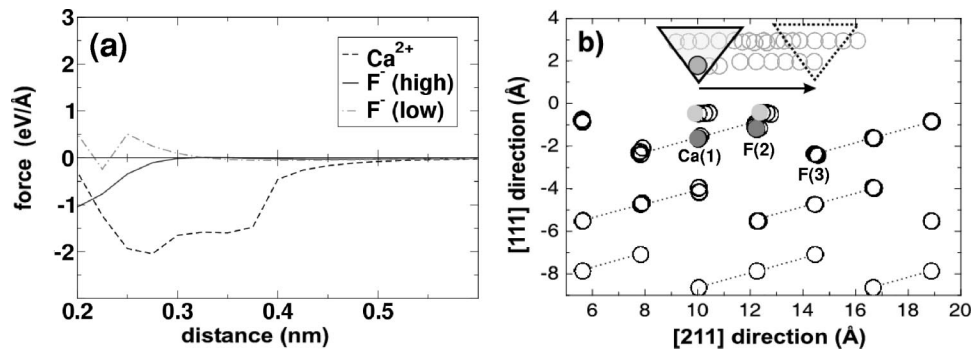 (a)
Ca2+
F- (high)
F- (low)
force (eV/Å)
3
2
1
0
-1
-2
0.2
0.3
0.4
0.5
distance (nm)
b)
[111] direction (Å)
4
2
0
-2
-4
-6
-8
Ca(1)
F(2)
F(3)
6
8
10
12
14
16
18
20
[211] direction (Å)